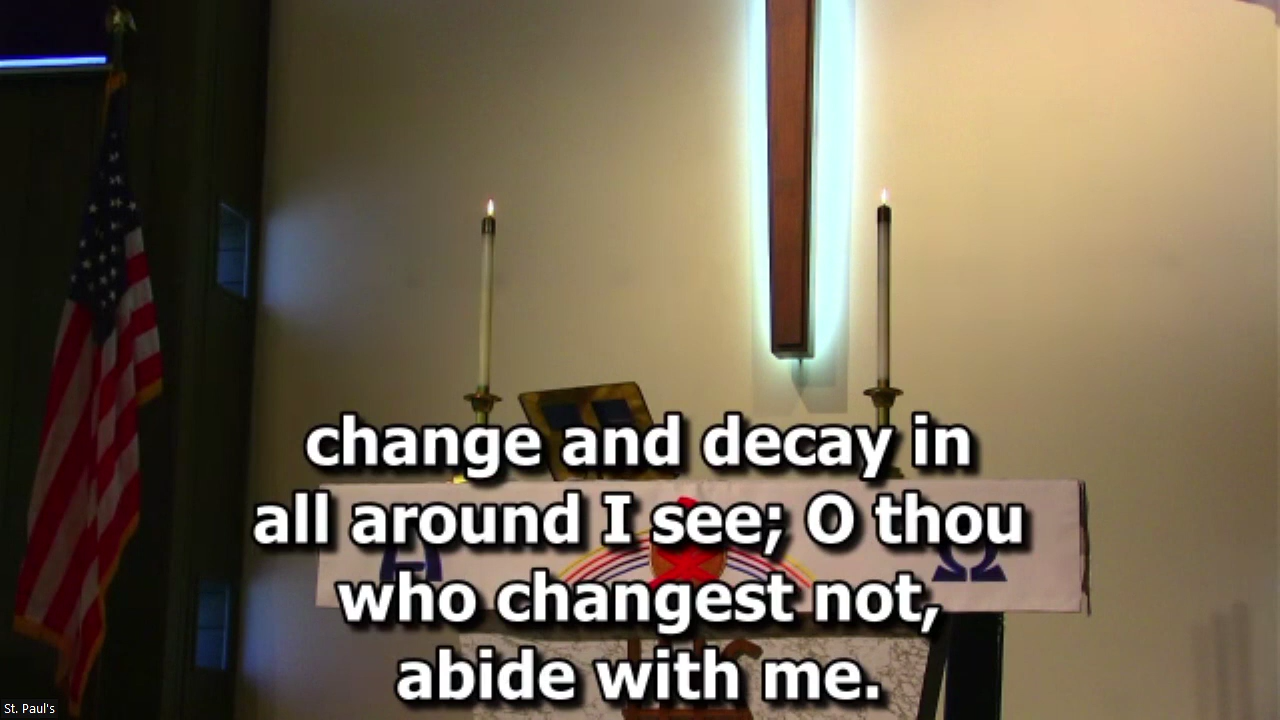 change and decay in
all around I see; O thou
who changest not,
abide with me.
Α Ω
St. Paul's